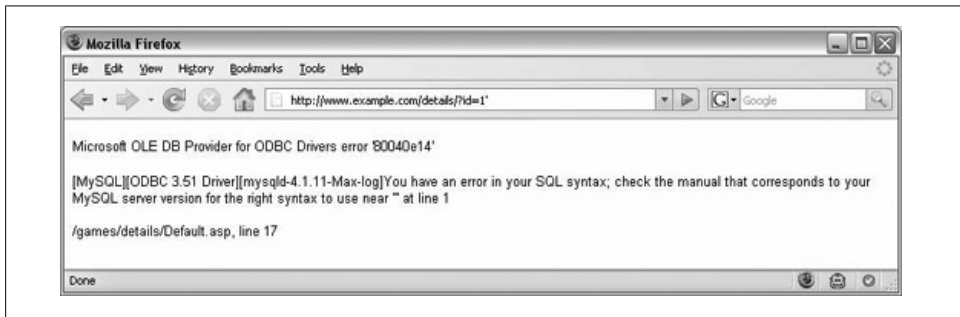 Mozilla Firefox
File Edit View History Bookmarks Tools Help
http://www.example.com/details/?id=1'
G Google
Microsoft OLE DB Provider for ODBC Drivers error '80040e14'
[MySQL][ODBC 3.51 Driver][mysqld-4.1.11-Max-log]You have an error in your SQL syntax; check the manual that corresponds to your
MySQL server version for the right syntax to use near ''' at line 1
/games/details/Default.asp, line 17
Done